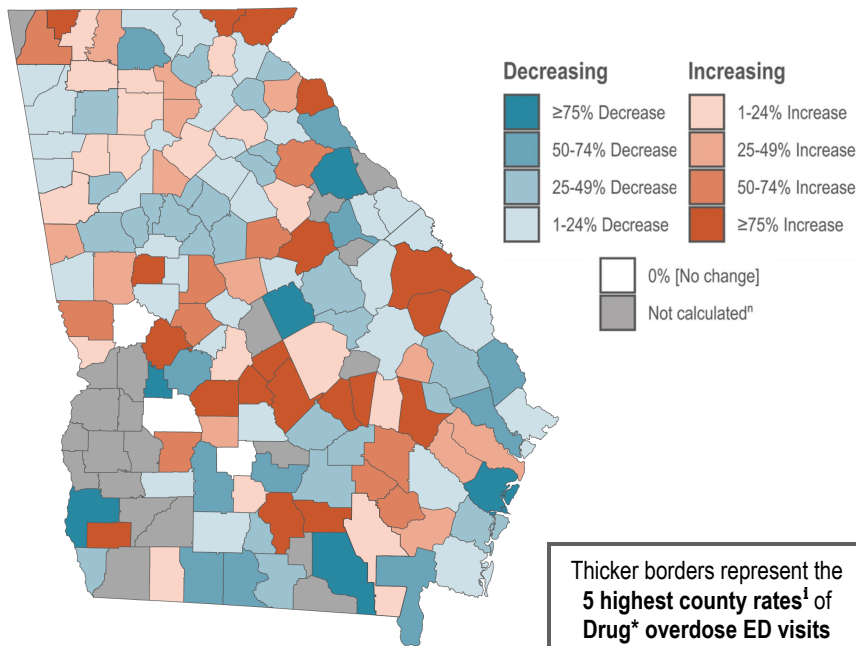 Decreasing
≥75% Decrease
50-74% Decrease
25-49% Decrease
1-24% Decrease
Increasing
1-24% Increase
25-49% Increase
50-74% Increase
≥75% Increase
0% [No change]
Not calculatedⁿ
Thicker borders represent the
5 highest county rates¹ of
Drug* overdose ED visits